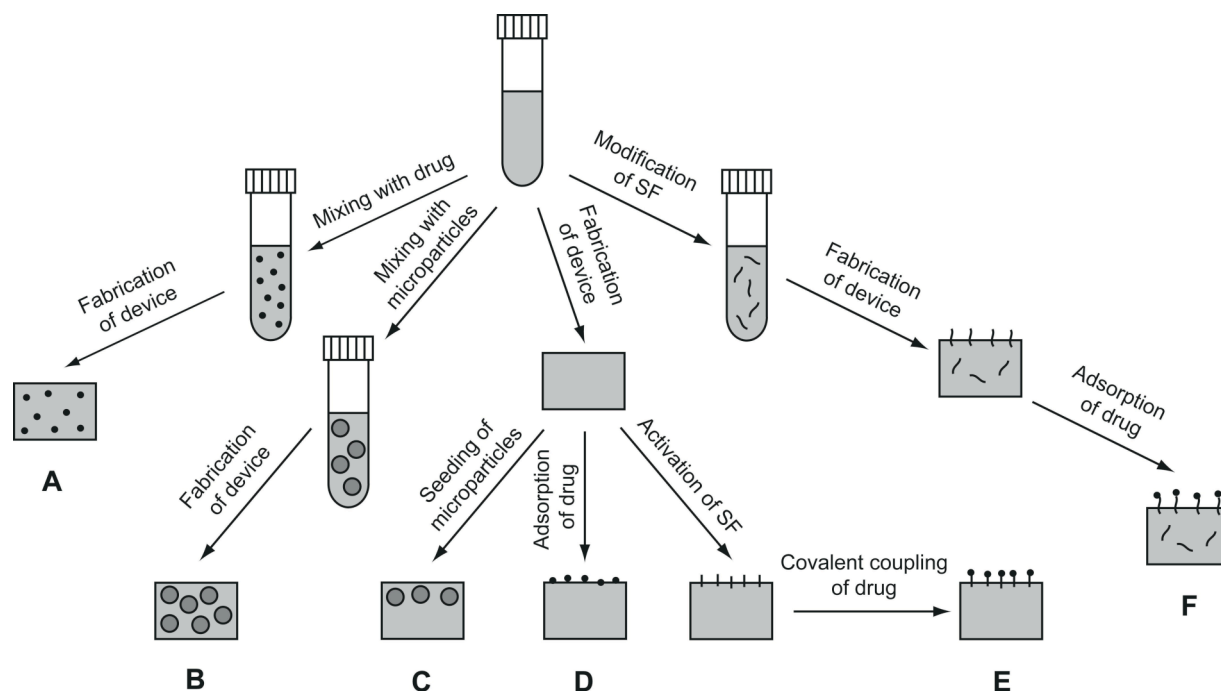 Mixing with drug
Mixing with
microparticles
Fabrication
of device
Modification
of SF
Fabrication
of device
Fabrication
of device
Adsorption
of drug
Fabrication
of device
Seeding of
microparticles
Adsorption
of drug
Activation of SF
Covalent coupling
of drug
A
B
C
D
E
F